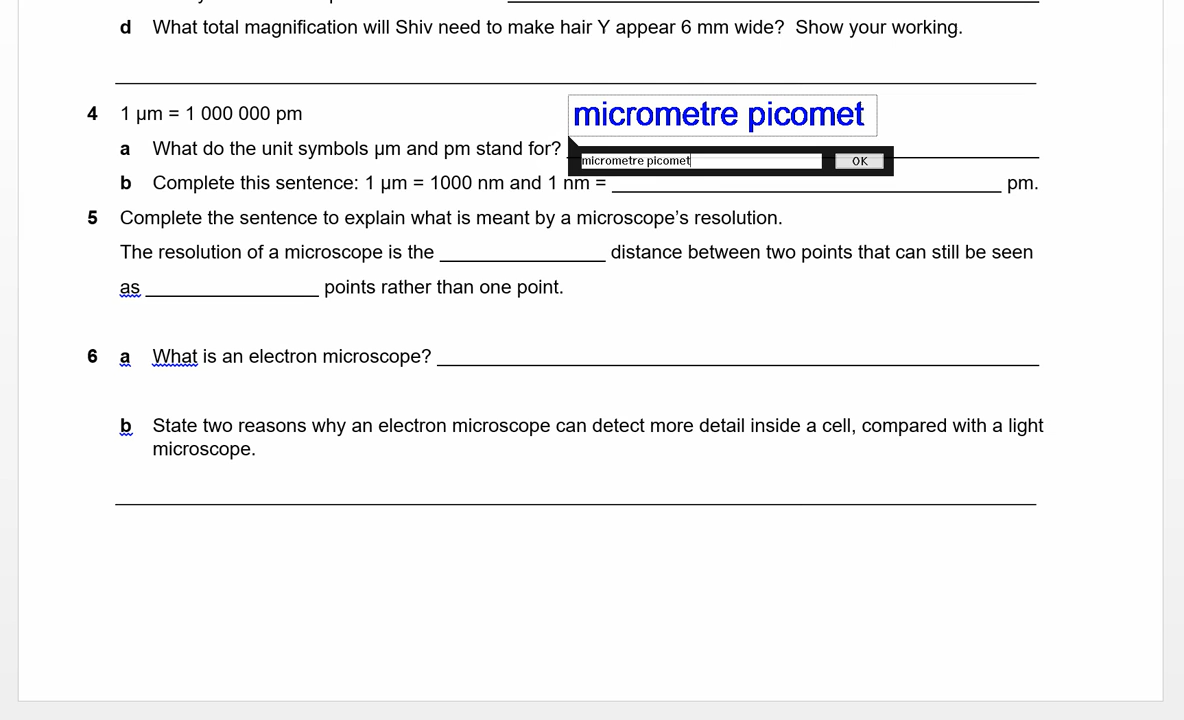 d What total magnification will Shiv need to make hair Y appear 6 mm wide? Show your working.
4 1 µm = 1 000 000 pm
micrometre picomet
a What do the unit symbols µm and pm stand for?
micrometre picomet OK
b Complete this sentence: 1 µm = 1000 nm and 1 nm = ______ pm.
5 Complete the sentence to explain what is meant by a microscope’s resolution.
The resolution of a microscope is the ______ distance between two points that can still be seen
as ______ points rather than one point.
6 a What is an electron microscope? ______
b State two reasons why an electron microscope can detect more detail inside a cell, compared with a light
microscope.